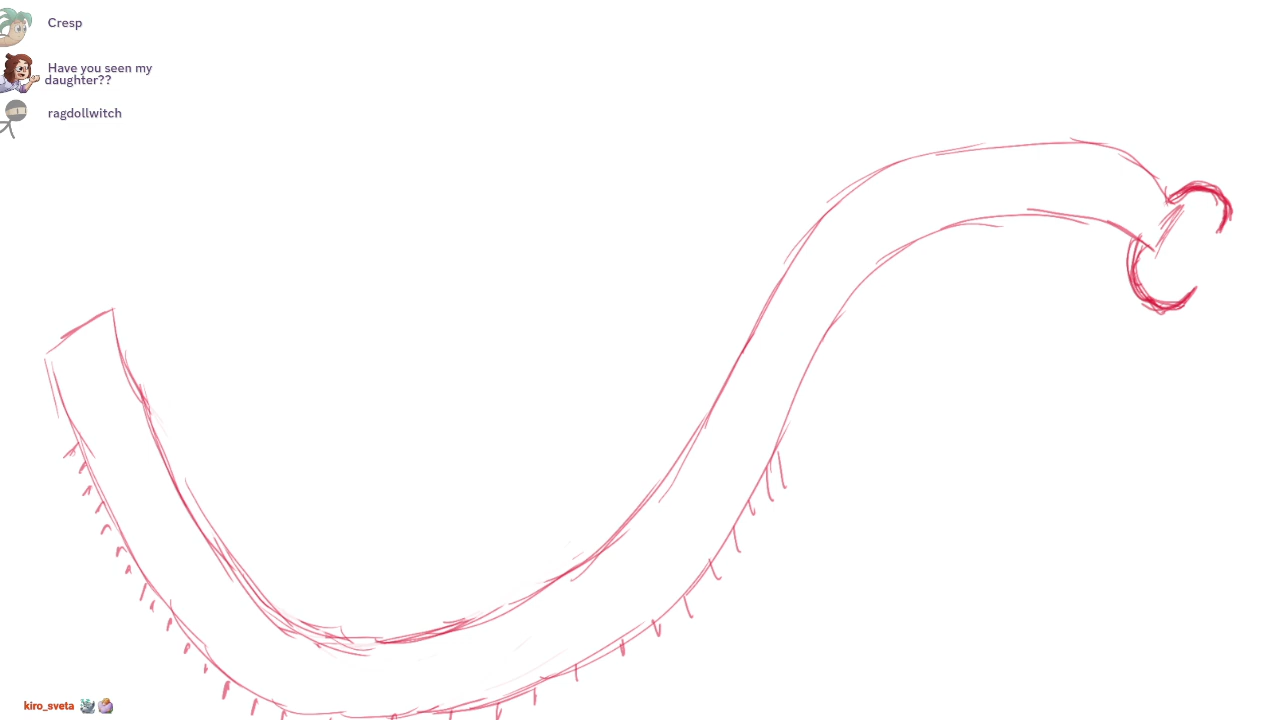 Cresp
Have you seen my
daughter??
ragdollwitch
kiro_sveta